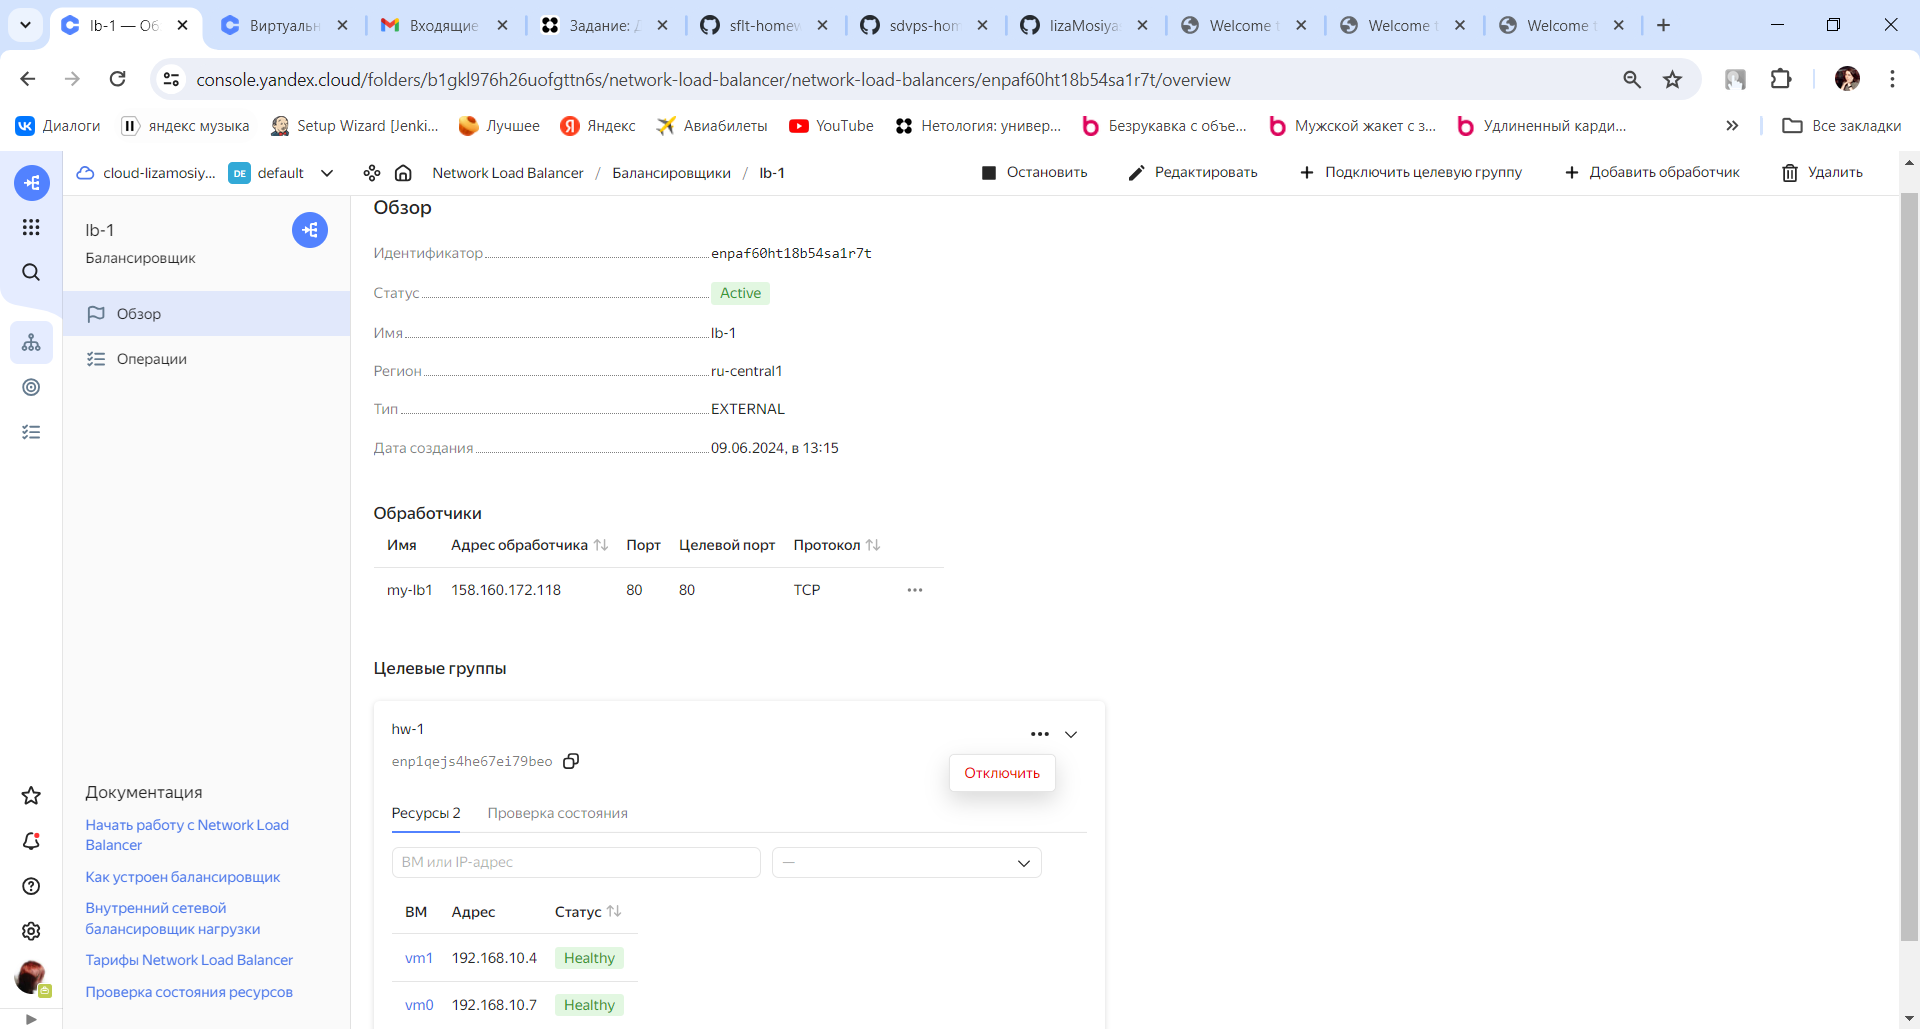 lb-1 — Об
Виртуальн
Входящие
Задание: Д
sflt-homew
sdvps-hom
lizaMosiya
Welcome t
Welcome t
Welcome t
console.yandex.cloud/folders/b1gkl976h26uofgttn6s/network-load-balancer/network-load-balancers/enpaf60ht18b54sa1r7t/overview
Диалоги
яндекс музыка
Setup Wizard [Jenki...
Лучшее
Яндекс
Авиабилеты
YouTube
Нетология: универ...
Безрукавка с объе...
Мужской жакет с з...
Удлиненный карди...
Все закладки
cloud-lizamosiy...
DE default
Network Load Balancer / Балансировщики / lb-1
Остановить
Редактировать
Подключить целевую группу
Добавить обработчик
Удалить
lb-1
Балансировщик
Обзор
Операции
Документация
Начать работу с Network Load
Balancer
Как устроен балансировщик
Внутренний сетевой
балансировщик нагрузки
Тарифы Network Load Balancer
Проверка состояния ресурсов
Обзор
Идентификатор enpaf60ht18b54sa1r7t
Статус Active
Имя lb-1
Регион ru-central1
Тип EXTERNAL
Дата создания 09.06.2024, в 13:15
Обработчики
Имя Адрес обработчика Порт Целевой порт Протокол
my-lb1 158.160.172.118 80 80 TCP
Целевые группы
hw-1
enp1qejs4he67ei79beo
Отключить
Ресурсы 2 Проверка состояния
ВМ или IP-адрес —
ВМ Адрес Статус
vm1 192.168.10.4 Healthy
vm0 192.168.10.7 Healthy